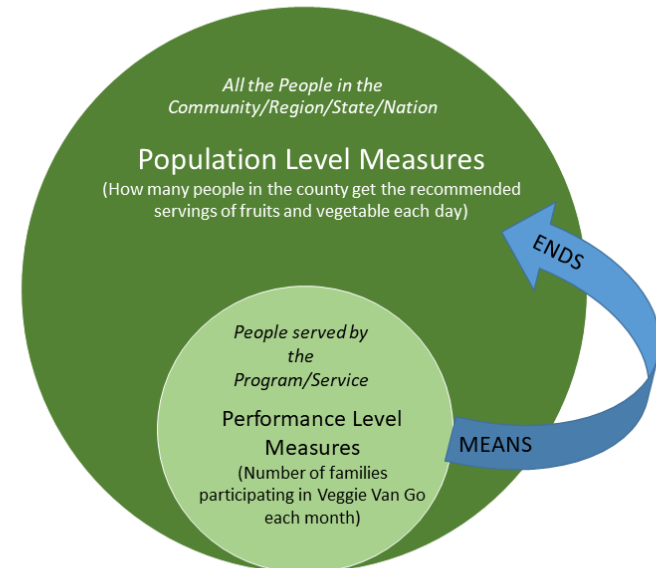 All the People in the
Community/Region/State/Nation
Population Level Measures
(How many people in the county get the recommended
servings of fruits and vegetable each day)
ENDS
People served by
the
Program/Service
Performance Level
Measures
(Number of families
participating in Veggie Van Go
each month)
MEANS